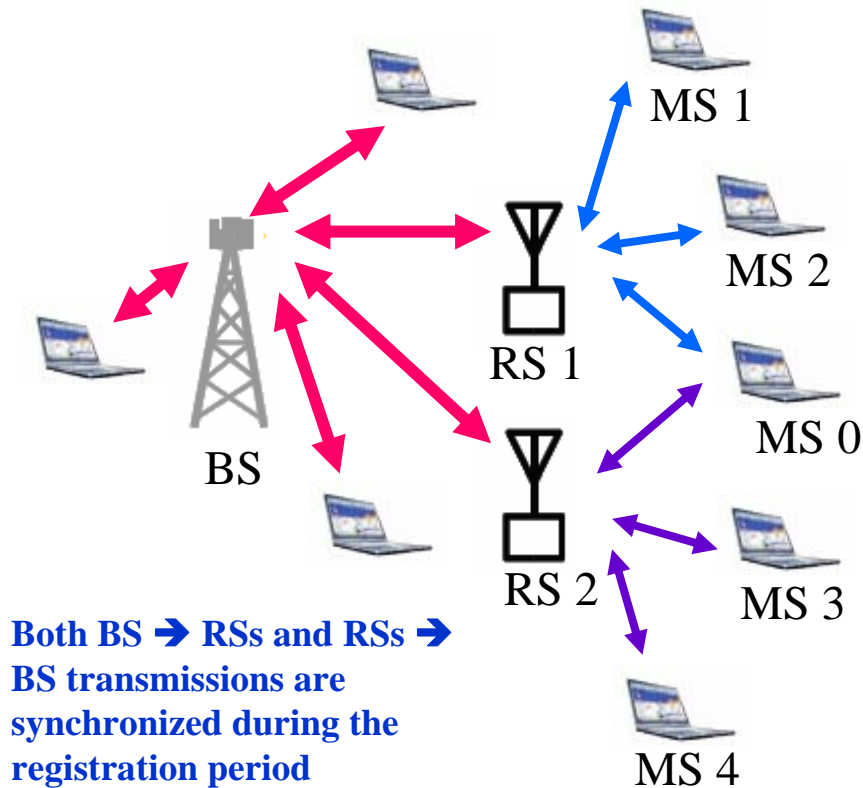 MS 1
MS 2
RS 1
MS 0
BS
RS 2
MS 3
Both BS ➔ RSs and RSs ➔
BS transmissions are
synchronized during the
registration period
MS 4